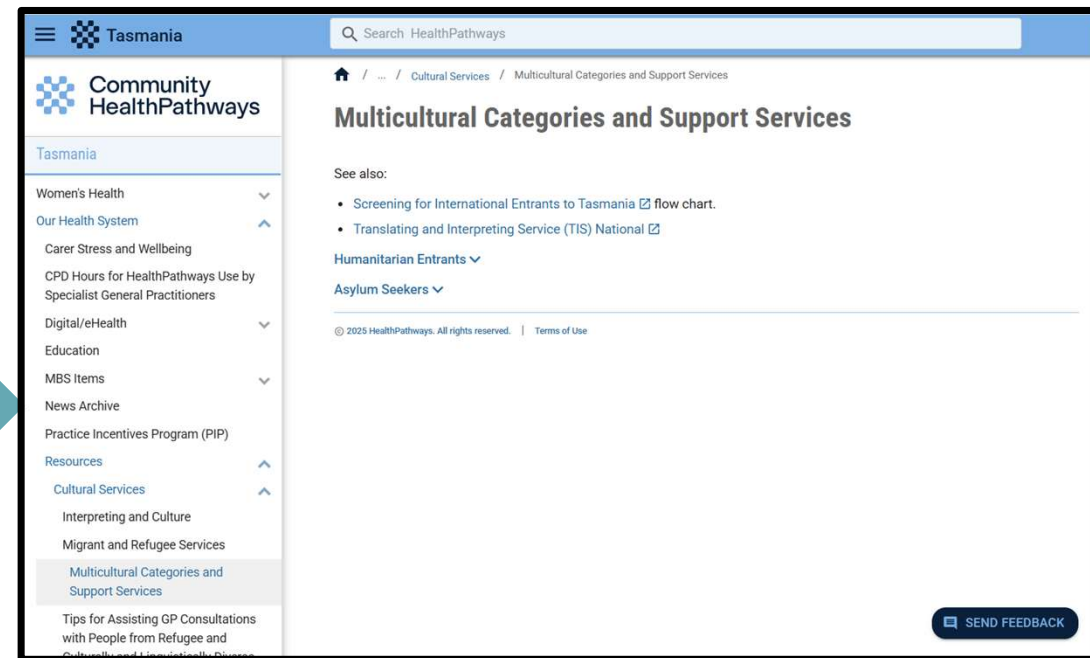 Tasmania
Search HealthPathways
Community
HealthPathways
Tasmania
Women's Health
Our Health System
Carer Stress and Wellbeing
CPD Hours for HealthPathways Use by
Specialist General Practitioners
Digital/eHealth
Education
MBS Items
News Archive
Practice Incentives Program (PIP)
Resources
Cultural Services
Interpreting and Culture
Migrant and Refugee Services
Multicultural Categories and
Support Services
Tips for Assisting GP Consultations
with People from Refugee and
Culturally and Linguistically Diverse
/ ... / Cultural Services / Multicultural Categories and Support Services
Multicultural Categories and Support Services
See also:
• Screening for International Entrants to Tasmania flow chart.
• Translating and Interpreting Service (TIS) National
Humanitarian Entrants
Asylum Seekers
© 2025 HealthPathways. All rights reserved. | Terms of Use
SEND FEEDBACK